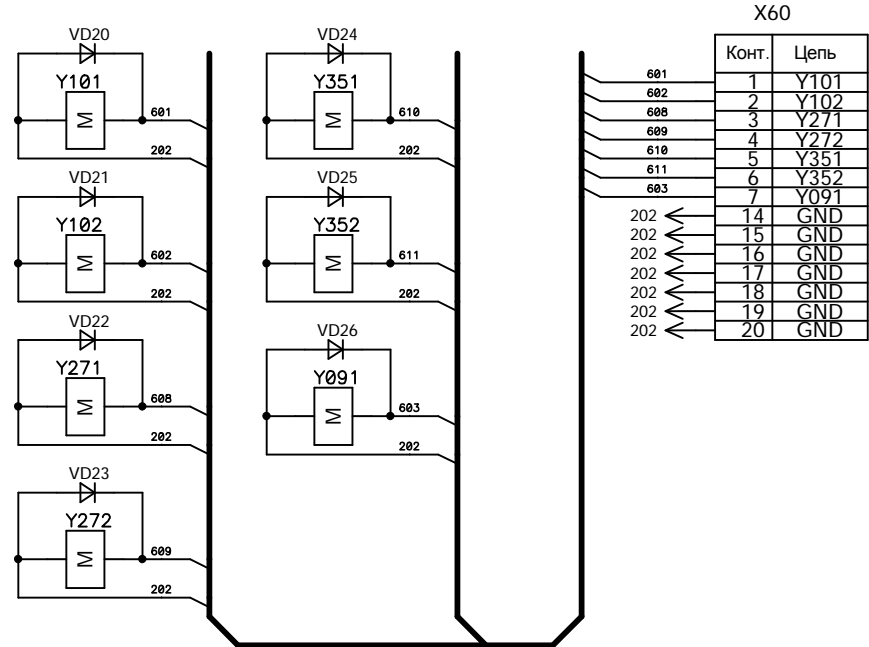 VD20
Y101
M
601
202
VD21
Y102
M
602
202
VD22
Y271
M
608
202
VD23
Y272
M
609
202
VD24
Y351
M
610
202
VD25
Y352
M
611
202
VD26
Y091
M
603
202
X60
Конт. Цепь
601 1 Y101
602 2 Y102
608 3 Y271
609 4 Y272
610 5 Y351
611 6 Y352
603 7 Y091
202 14 GND
202 15 GND
202 16 GND
202 17 GND
202 18 GND
202 19 GND
202 20 GND